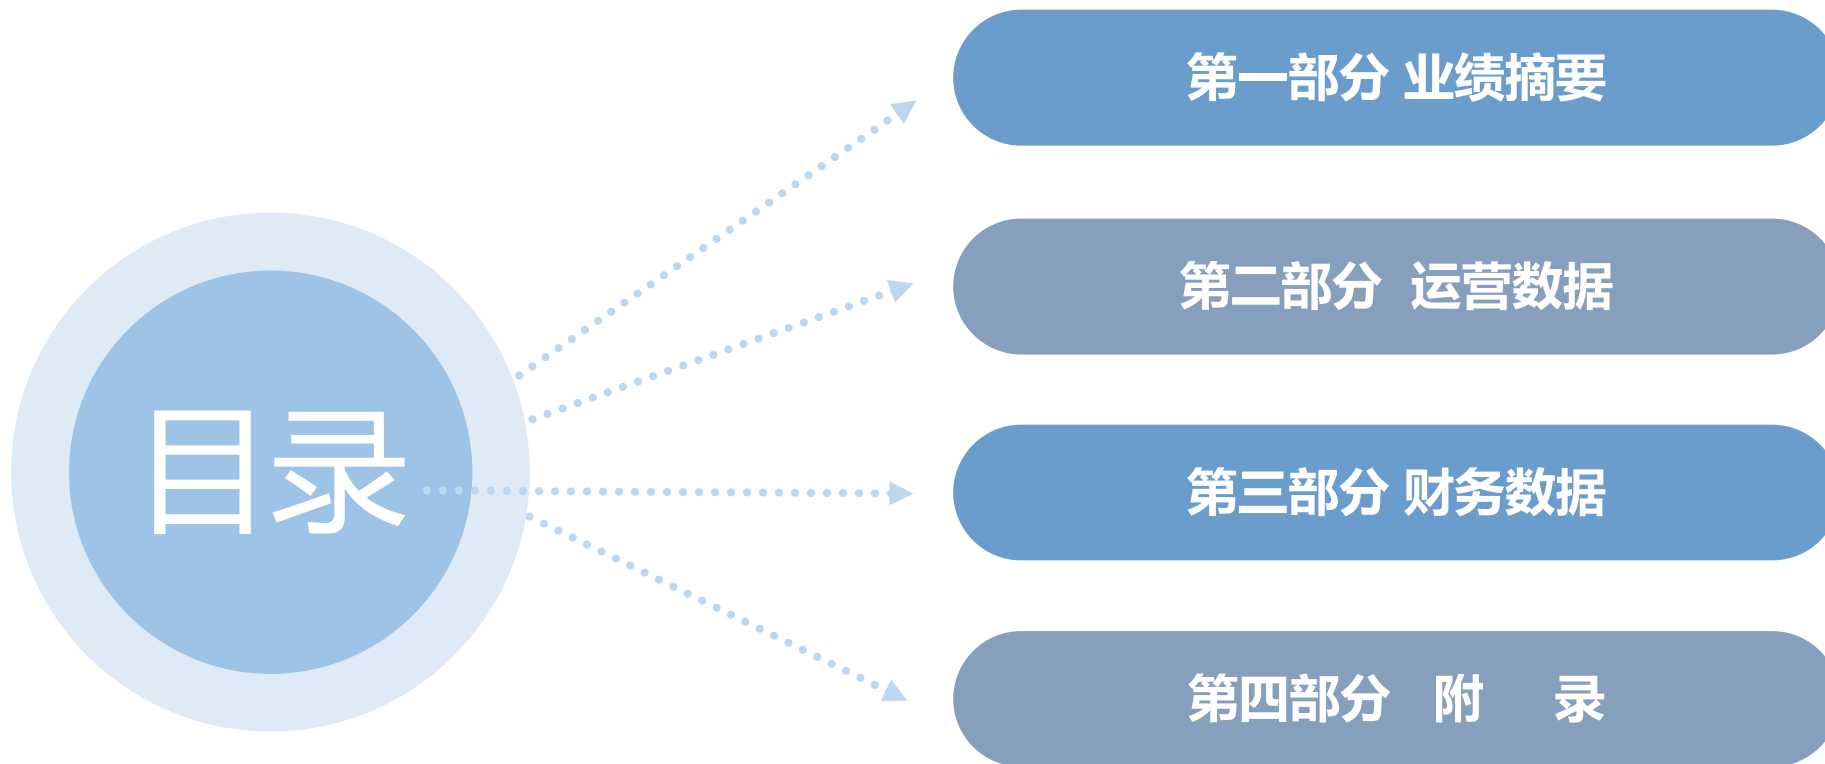 目录
第一部分 业绩摘要
第二部分 运营数据
第三部分 财务数据
第四部分 附 录